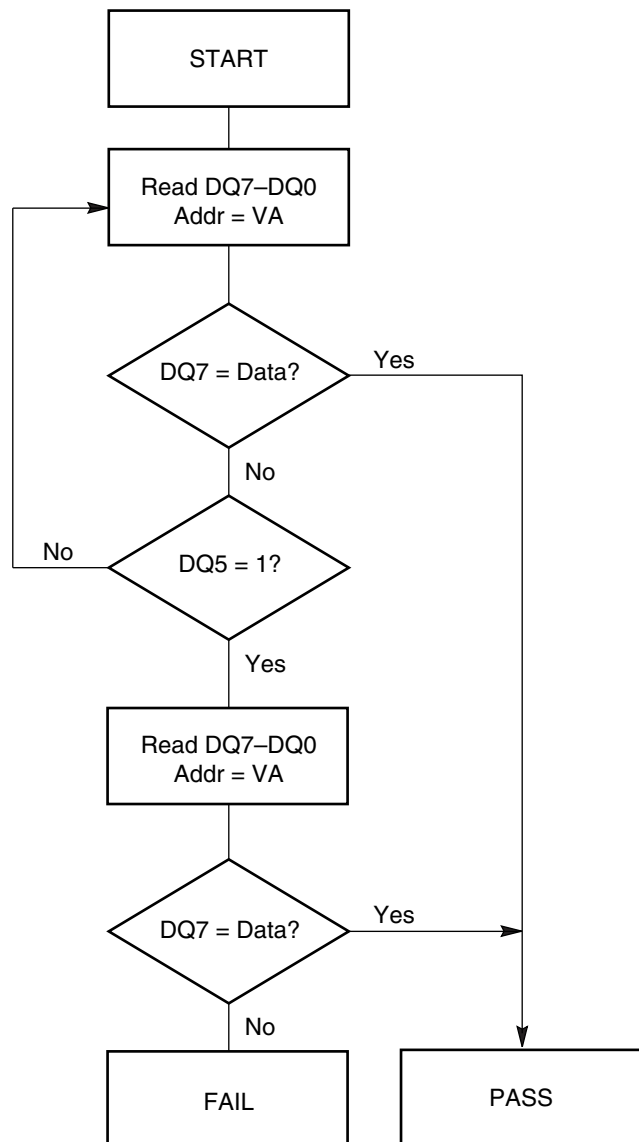 START
Read DQ7–DQ0
Addr = VA
DQ7 = Data?
Yes
No
No
DQ5 = 1?
Yes
Read DQ7–DQ0
Addr = VA
DQ7 = Data?
Yes
No
FAIL
PASS